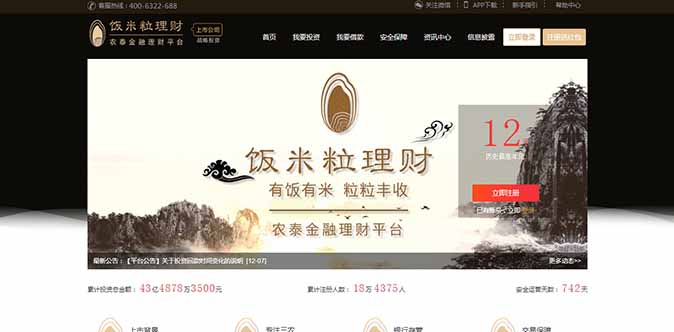 客服热线：400-6322-688 关注微信 APP下载 新手指引 帮助中心
饭米粒理财 上市公司
农泰金融理财平台 战略投资
首页 我要投资 我要借款 安全保障 资讯中心 信息披露 立即登录 注册送红包
12
历史最高年化
饭米粒理财
有饭有米 粒粒丰收
立即注册
已有账号，立即登录
农泰金融理财平台
最新公告：【平台公告】关于投资回款时间变化的说明 [12-07] 更多动态>>
累计投资总金额：43亿4878万3500元 累计注册人数：18万4375人 安全运营天数：742天
上市背景 专注三农 银行存管 交易保障